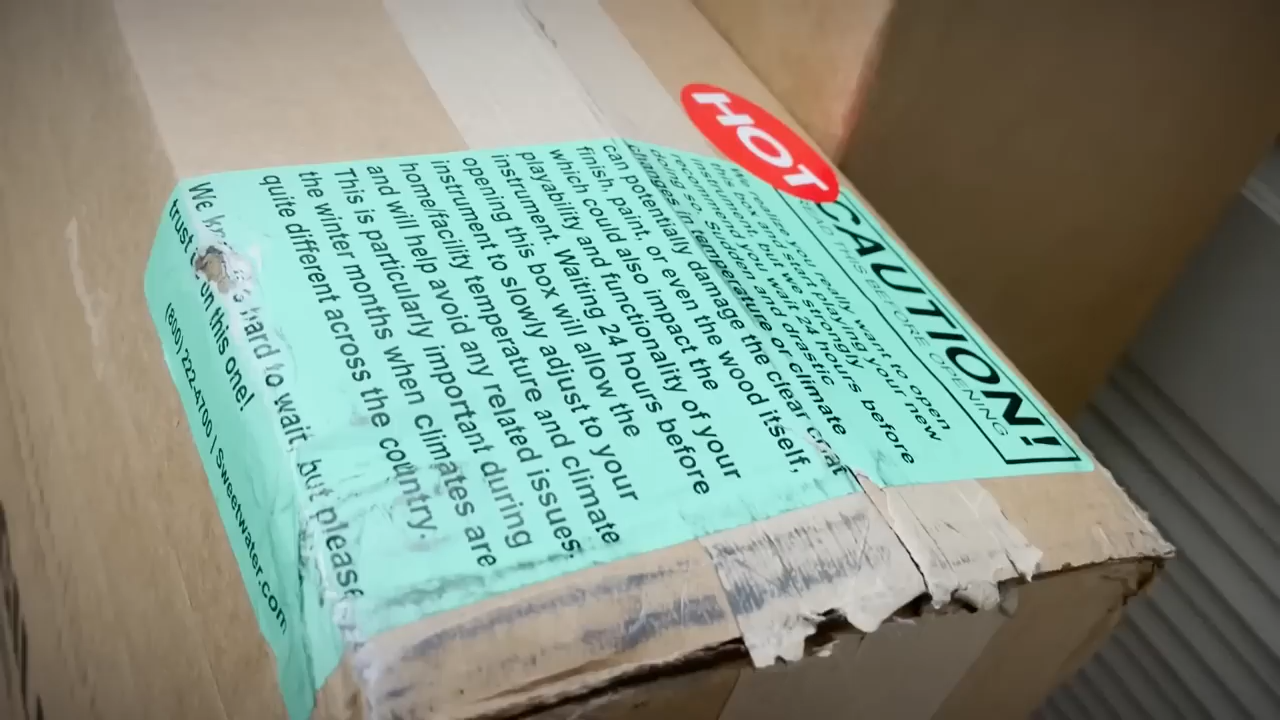 HOT
CAUTION!
BEFORE OPENING
We realize you really want to open
this box and start playing your new
instrument, but we strongly
recommend you wait 24 hours before
doing so. Sudden and drastic
changes in temperature or climate
can potentially damage the clear coat
finish, paint, or even the wood itself,
which could also impact the
playability and functionality of your
instrument. Waiting 24 hours before
opening this box will allow the
instrument to slowly adjust to your
home/facility temperature and climate
and will help avoid any related issues.
This is particularly important during
the winter months when climates are
quite different across the country.
We hard to wait, but please
trust on this one!
(800) 222-4700 | Sweetwater.com